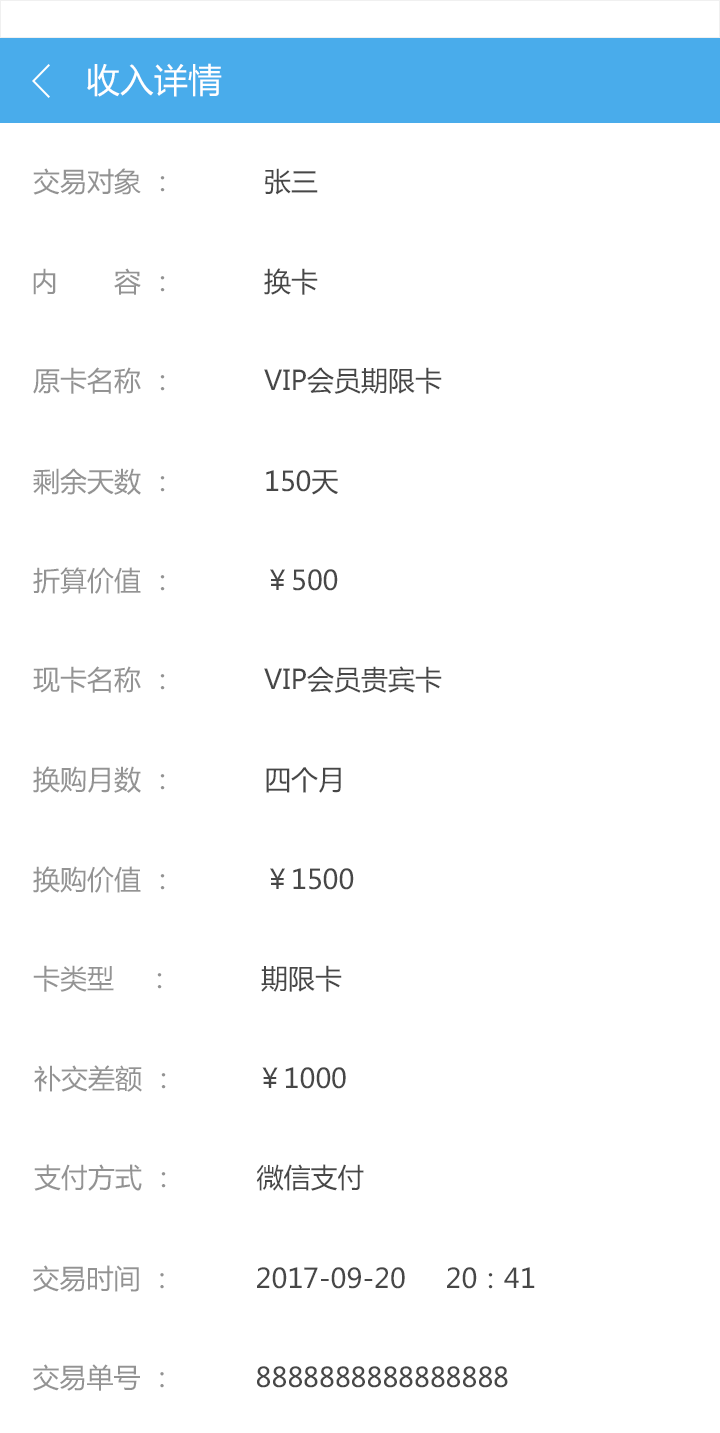 收入详情
交易对象 : 张三
内 容 : 换卡
原卡名称 : VIP会员期限卡
剩余天数 : 150天
折算价值 : ¥500
现卡名称 : VIP会员贵宾卡
换购月数 : 四个月
换购价值 : ¥1500
卡类型 : 期限卡
补交差额 : ¥1000
支付方式 : 微信支付
交易时间 : 2017-09-20 20 : 41
交易单号 : 8888888888888888